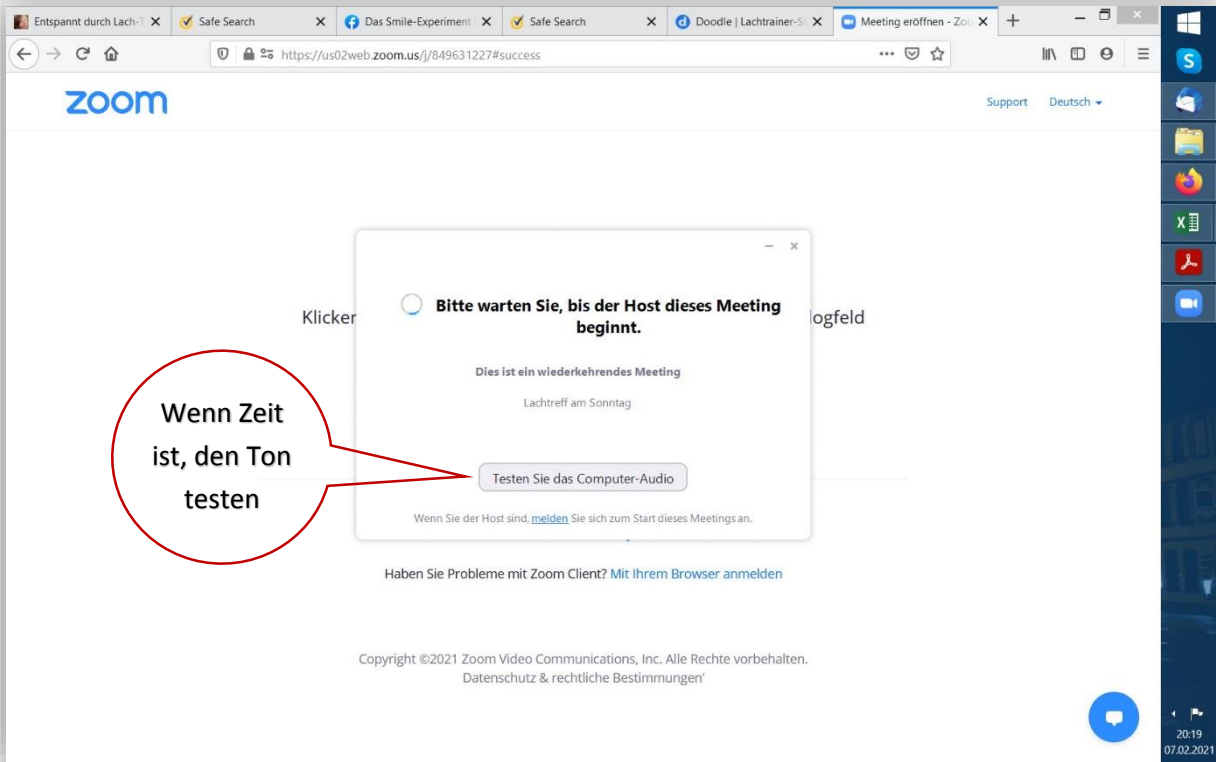 Entspannt durch Lach-T
Safe Search
Das Smile-Experiment
Safe Search
Doodle | Lachtrainer-St
Meeting eröffnen - Zoo
https://us02web.zoom.us/j/849631227#success
zoom
Support
Deutsch
Bitte warten Sie, bis der Host dieses Meeting
beginnt.
Klicken
logfeld
Dies ist ein wiederkehrendes Meeting
Lachtreff am Sonntag
Wenn Zeit
ist, den Ton
testen
Testen Sie das Computer-Audio
Wenn Sie der Host sind, melden Sie sich zum Start dieses Meetings an.
Haben Sie Probleme mit Zoom Client? Mit Ihrem Browser anmelden
Copyright ©2021 Zoom Video Communications, Inc. Alle Rechte vorbehalten.
Datenschutz & rechtliche Bestimmungen'
20:19
07.02.2021